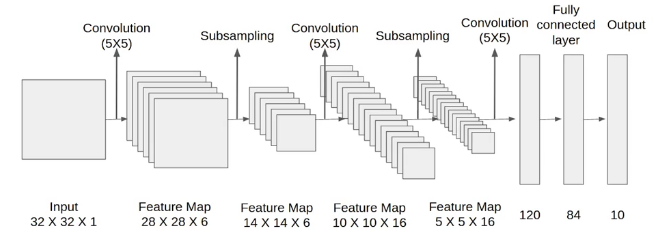 Convolution
(5X5)
Subsampling
Convolution
(5X5)
Subsampling
Convolution
(5X5)
Fully
connected
layer
Output
Input
32 X 32 X 1
Feature Map
28 X 28 X 6
Feature Map
14 X 14 X 6
Feature Map
10 X 10 X 16
Feature Map
5 X 5 X 16
120
84
10